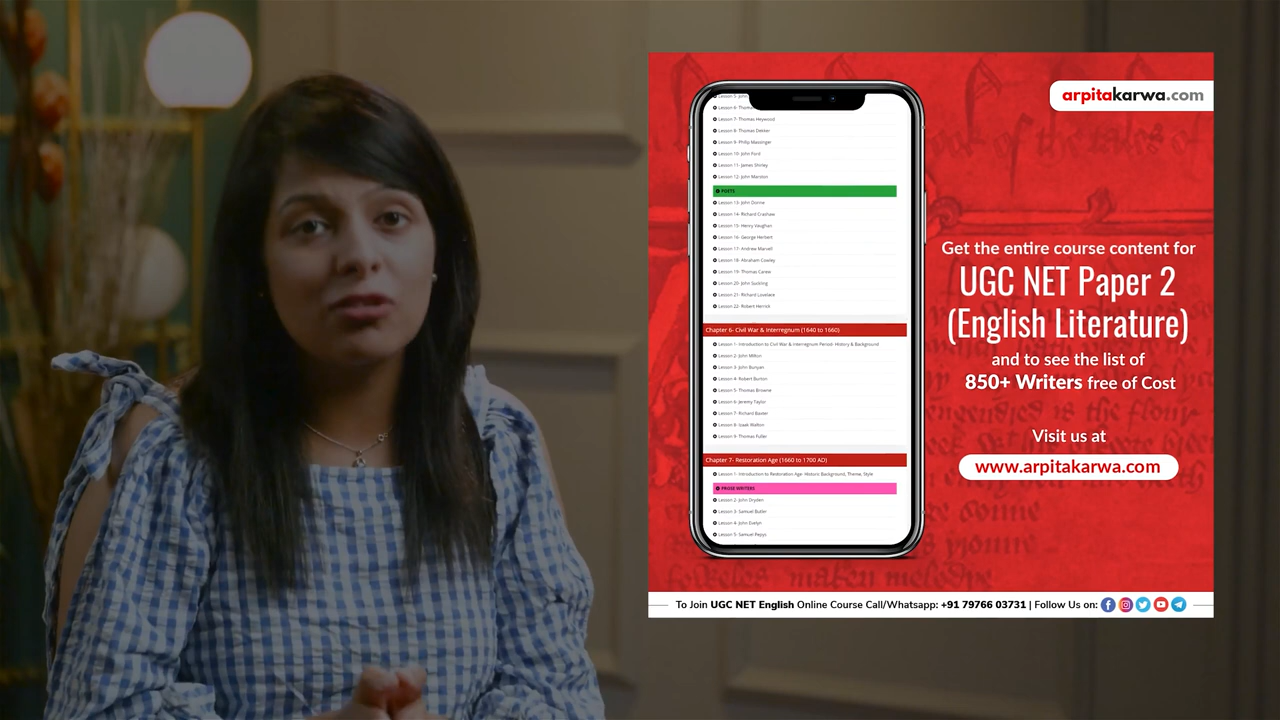 Lesson 5- John
Lesson 6- Thom
Lesson 7- Thomas Heywood
Lesson 8- Thomas Dekker
Lesson 9- Philip Massinger
Lesson 10- John Ford
Lesson 11- James Shirley
Lesson 12- John Marston
POETS
Lesson 13- John Donne
Lesson 14- Richard Crashaw
Lesson 15- Henry Vaughan
Lesson 16- George Herbert
Lesson 17- Andrew Marvell
Lesson 18- Abraham Cowley
Lesson 19- Thomas Carew
Lesson 20- John Suckling
Lesson 21- Richard Lovelace
Lesson 22- Robert Herrick
Chapter 6- Civil War & Interregnum (1640 to 1660)
Lesson 1- Introduction to Civil War & Interregnum Period- History & Background
Lesson 2- John Milton
Lesson 3- John Bunyan
Lesson 4- Robert Burton
Lesson 5- Thomas Browne
Lesson 6- Jeremy Taylor
Lesson 7- Richard Baxter
Lesson 8- Isaak Walton
Lesson 9- Thomas Fuller
Chapter 7- Restoration Age (1660 to 1700 AD)
Lesson 1- Introduction to Restoration Age- Historic Background, Theme, Style
PROSE WRITERS
Lesson 2- John Dryden
Lesson 3- Samuel Butler
Lesson 4- John Evelyn
Lesson 5- Samuel Pepys
arpitakarwa.com
Get the entire course content for
UGC NET Paper 2
(English Literature)
and to see the list of
850+ Writers free of Cost
Visit us at
www.arpitakarwa.com
To Join UGC NET English Online Course Call/Whatsapp: +91 79766 03731 | Follow Us on: